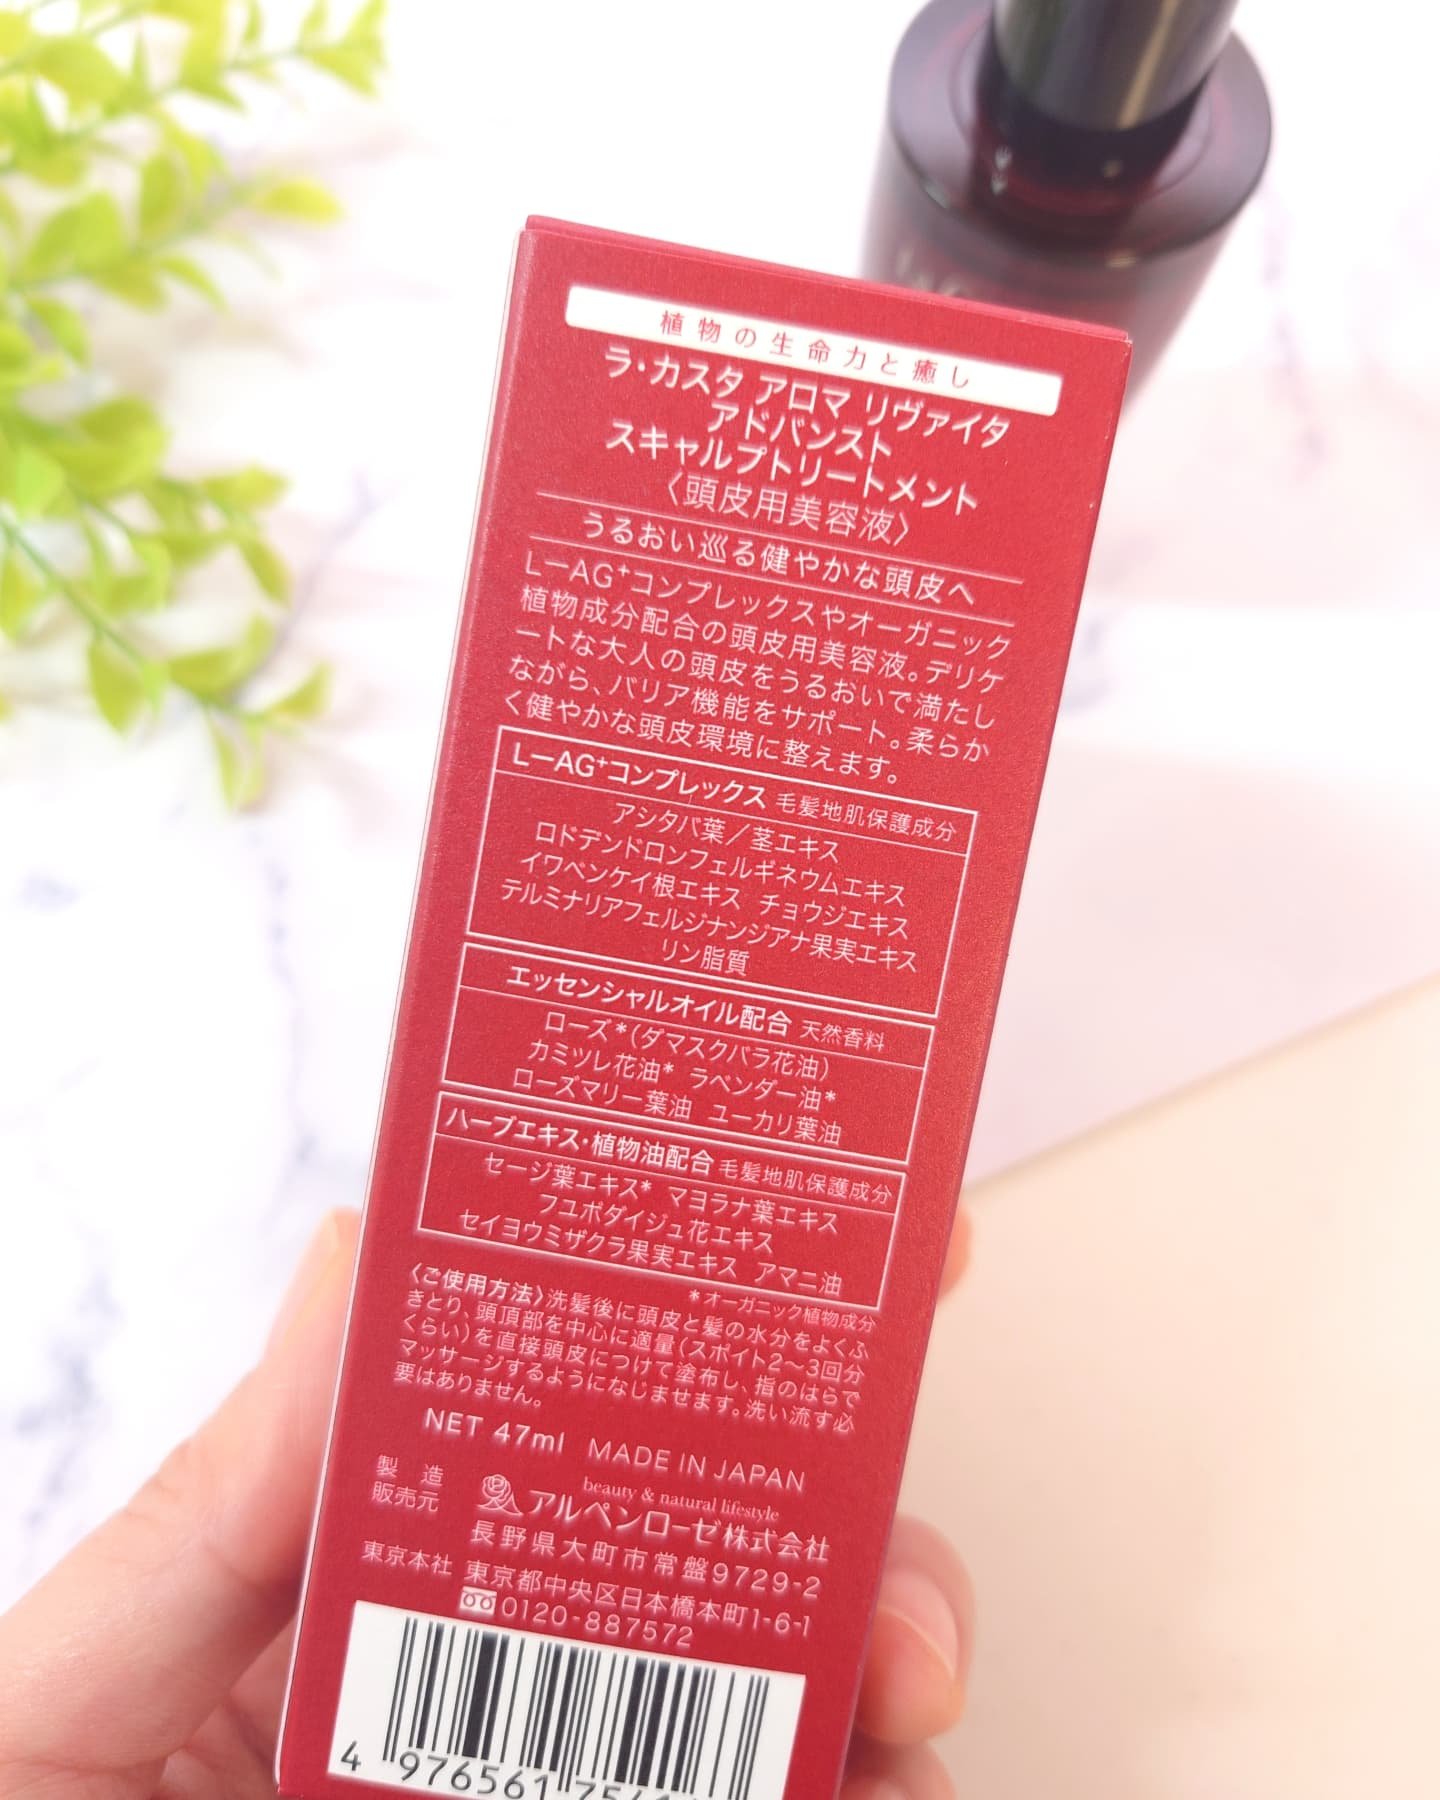 植物の生命力と癒し
ラ・カスタ アロマ リヴァイタ
アドバンスト
スキャルプトリートメント
〈頭皮用美容液〉
うるおい巡る健やかな頭皮へ
L－AG⁺コンプレックスやオーガニック
植物成分配合の頭皮用美容液。デリケ
ートな大人の頭皮をうるおいで満たし
ながら、バリア機能をサポート。柔らか
く健やかな頭皮環境に整えます。
L－AG⁺コンプレックス 毛髪地肌保護成分
アシタバ葉／茎エキス
ロドデンドロンフェルギネウムエキス
イワベンケイ根エキス チョウジエキス
テルミナリアフェルジナンジアナ果実エキス
リン脂質
エッセンシャルオイル配合 天然香料
ローズ*(ダマスクバラ花油)
カミツレ花油* ラベンダー油*
ローズマリー葉油 ユーカリ葉油
ハーブエキス・植物油配合 毛髪地肌保護成分
セージ葉エキス* マヨラナ葉エキス
フユボダイジュ花エキス
セイヨウミザクラ果実エキス アマニ油
*オーガニック植物成分
〈ご使用方法〉洗髪後に頭皮と髪の水分をよくふ
きとり、頭頂部を中心に適量(スポイト2〜3回分
くらい)を直接頭皮につけて塗布し、指のはらで
マッサージするようになじませます。洗い流す必
要はありません。
NET 47ml MADE IN JAPAN
製造
販売元
beauty & natural lifestyle
アルペンローゼ株式会社
長野県大町市常盤9729-2
東京本社 東京都中央区日本橋本町1-6-1
0120-887572
4 976561